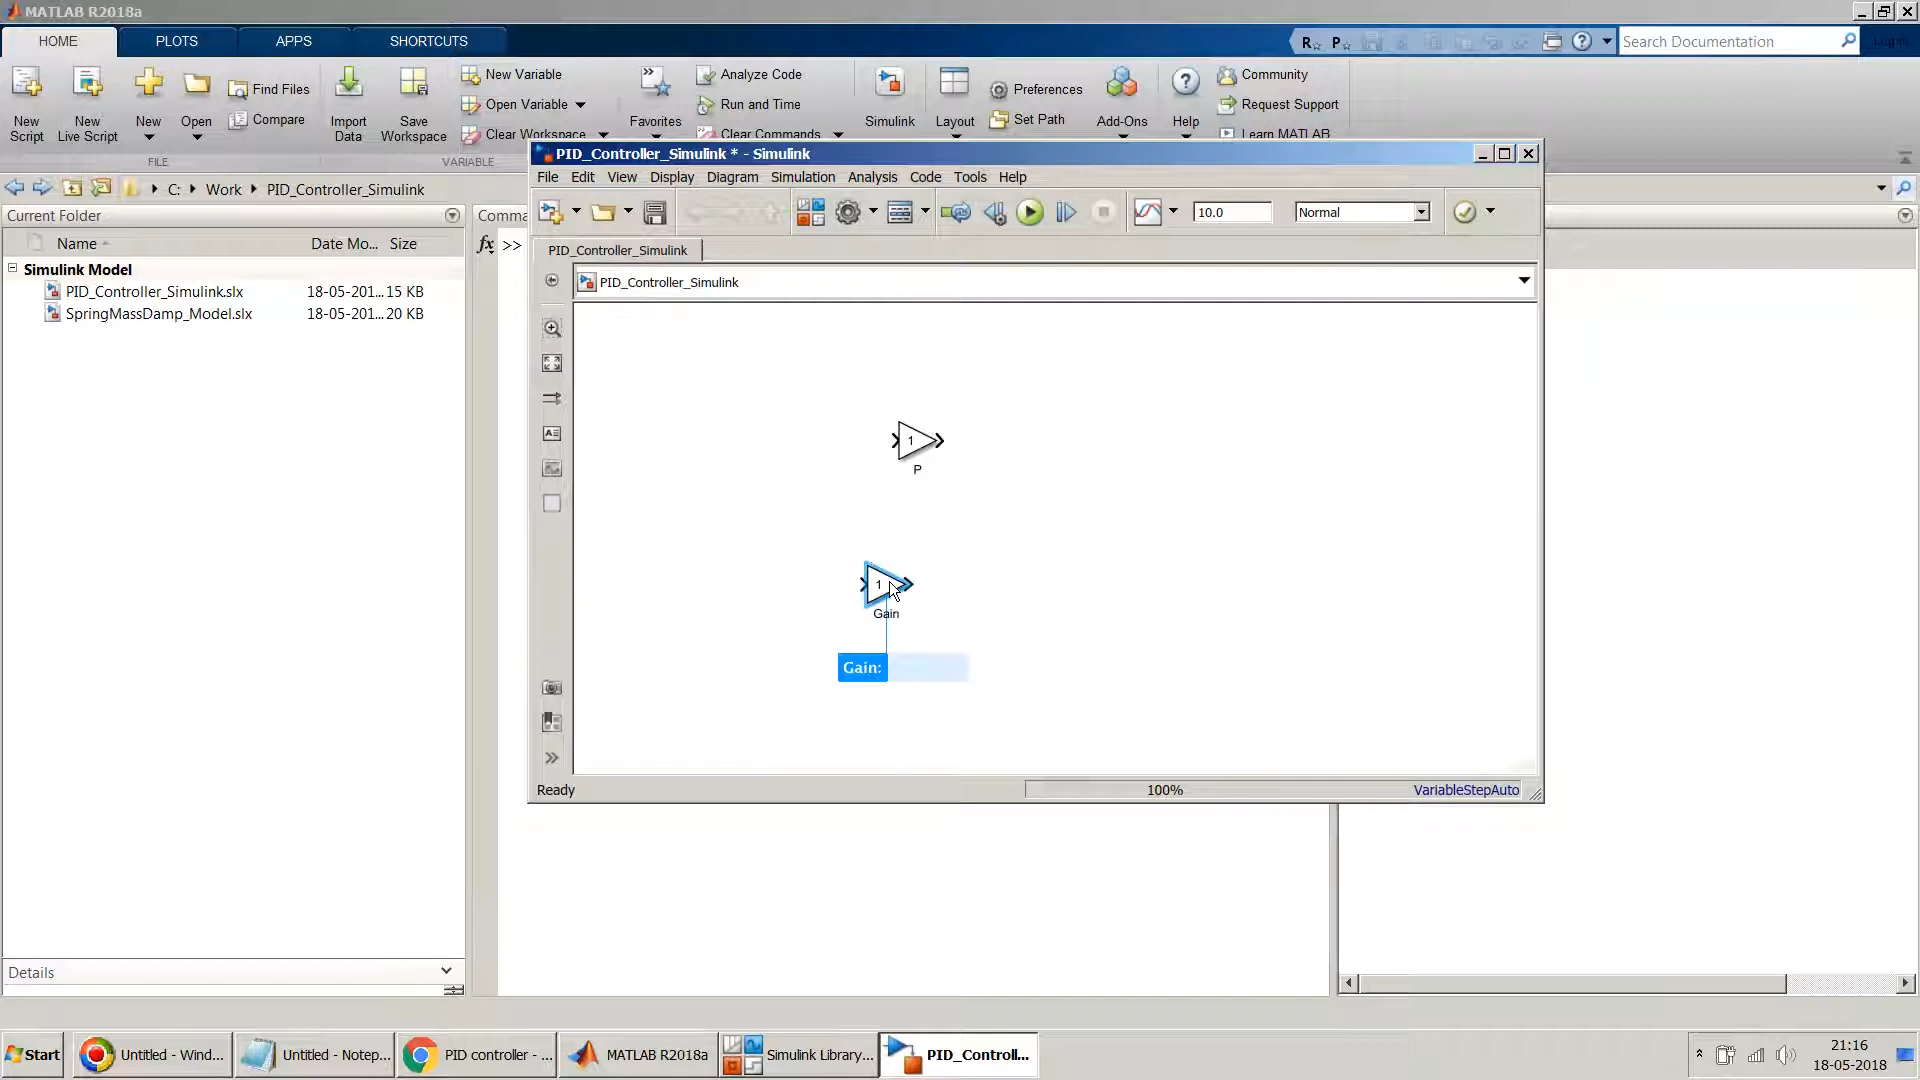 MATLAB R2018a
HOME PLOTS APPS SHORTCUTS
Search Documentation
New Script
New Live Script
New
Open
Find Files
Compare
Import Data
Save Workspace
New Variable
Open Variable
Clear Workspace
Favorites
Analyze Code
Run and Time
Clear Commands
Simulink
Layout
Preferences
Set Path
Add-Ons
Help
Community
Request Support
Learn MATLAB
FILE
VARIABLE
C: Work PID_Controller_Simulink
Current Folder
Name Date Mo... Size
Simulink Model
PID_Controller_Simulink.slx 18-05-201... 15 KB
SpringMassDamp_Model.slx 18-05-201... 20 KB
Details
Comma
fx >>
PID_Controller_Simulink * - Simulink
File Edit View Display Diagram Simulation Analysis Code Tools Help
10.0 Normal
PID_Controller_Simulink
PID_Controller_Simulink
1
P
1
Gain
Gain:
Ready 100% VariableStepAuto
Start
Untitled - Wind...
Untitled - Notep...
PID controller - ...
MATLAB R2018a
Simulink Library...
PID_Controll...
21:16
18-05-2018